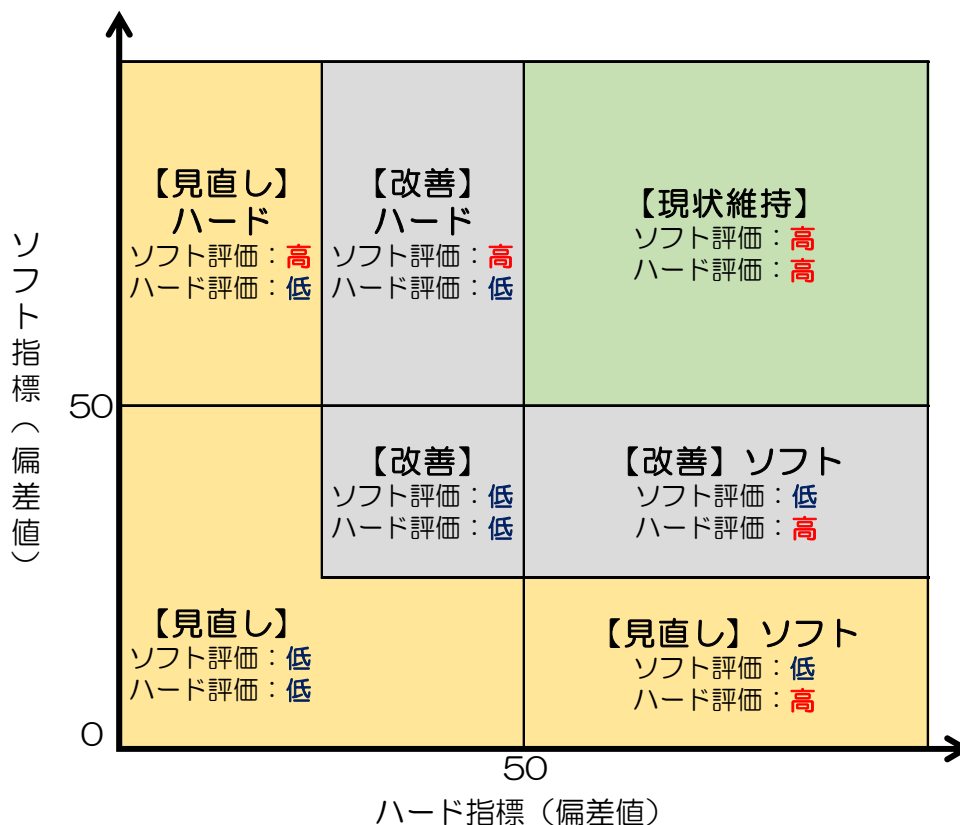 ソフト指標（偏差値）
【見直し】
ハード
ソフト評価：高
ハード評価：低
【改善】
ハード
ソフト評価：高
ハード評価：低
【現状維持】
ソフト評価：高
ハード評価：高
50
【改善】
ソフト評価：低
ハード評価：低
【改善】ソフト
ソフト評価：低
ハード評価：高
【見直し】
ソフト評価：低
ハード評価：低
【見直し】ソフト
ソフト評価：低
ハード評価：高
0
50
ハード指標（偏差値）